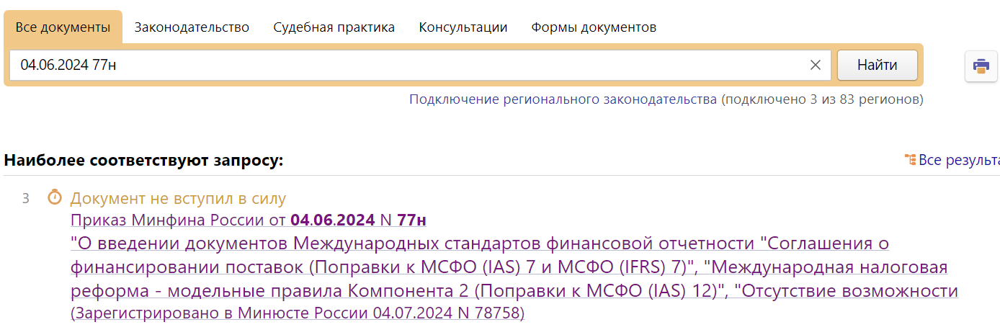 Все документы Законодательство Судебная практика Консультации Формы документов
04.06.2024 77н Найти
Подключение регионального законодательства (подключено 3 из 83 регионов)
Наиболее соответствуют запросу: Все результа
3 Документ не вступил в силу
Приказ Минфина России от 04.06.2024 N 77н
"О введении документов Международных стандартов финансовой отчетности "Соглашения о
финансировании поставок (Поправки к МСФО (IAS) 7 и МСФО (IFRS) 7)", "Международная налоговая
реформа - модельные правила Компонента 2 (Поправки к МСФО (IAS) 12)", "Отсутствие возможности
(Зарегистрировано в Минюсте России 04.07.2024 N 78758)